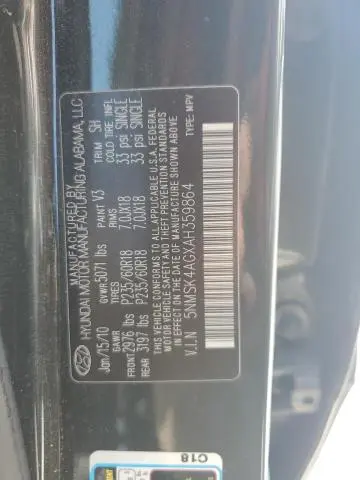 MANUFACTURED BY
HYUNDAI MOTOR MANUFACTURING ALABAMA, LLC
PAINT V3 TRIM SH
Jan/15/10 GVWR 5071 lbs
GAWR TIRES RIMS COLD TIRE INFL
FRONT 2976 lbs P235/60R18 7.0JX18 33 psi SINGLE
REAR 3197 lbs P235/60R18 7.0JX18 33 psi SINGLE
THIS VEHICLE CONFORMS TO ALL APPLICABLE U.S.A. FEDERAL
MOTOR VEHICLE SAFETY AND THEFT PREVENTION STANDARDS
IN EFFECT ON THE DATE OF MANUFACTURE SHOWN ABOVE
V.I.N 5NMSK4AGXAH359864 TYPE: MPV
C18